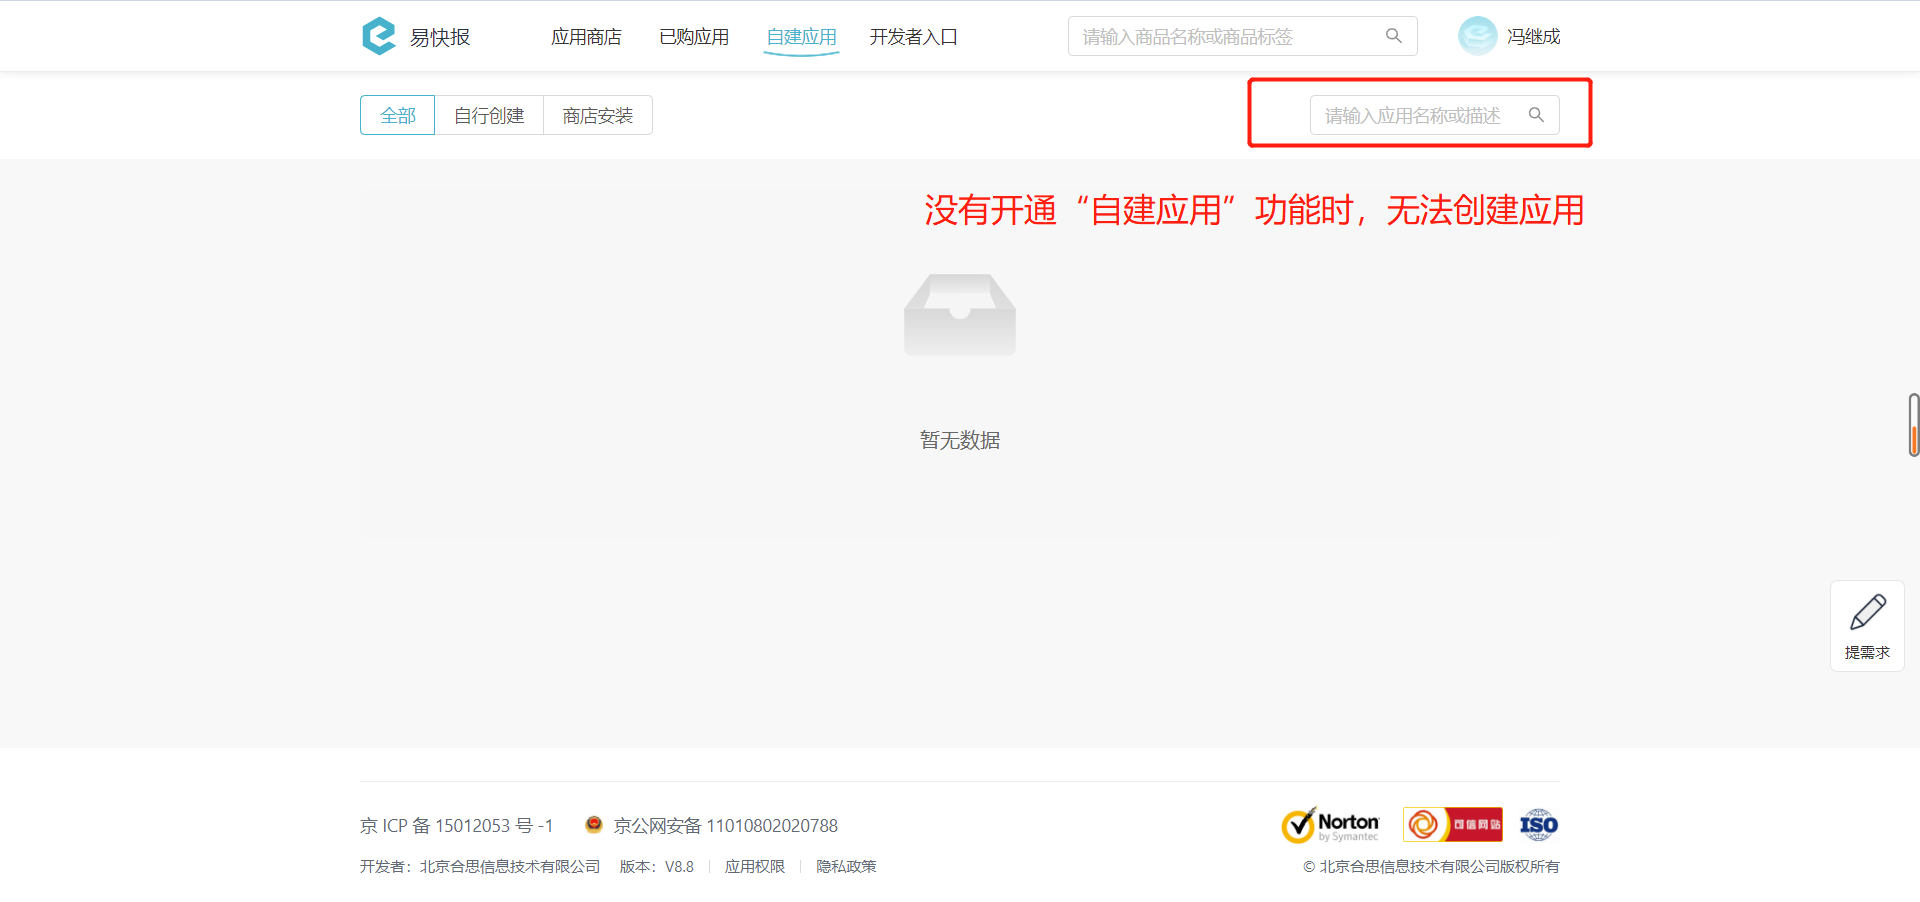 易快报 应用商店 已购应用 自建应用 开发者入口 请输入商品名称或商品标签 冯继成
全部 自行创建 商店安装 请输入应用名称或描述
没有开通“自建应用”功能时，无法创建应用
暂无数据
提需求
京 ICP 备 15012053 号 -1 京公网安备 11010802020788
Norton
by Symantec
可信网站
ISO
开发者：北京合思信息技术有限公司 版本：V8.8 应用权限 隐私政策
© 北京合思信息技术有限公司版权所有